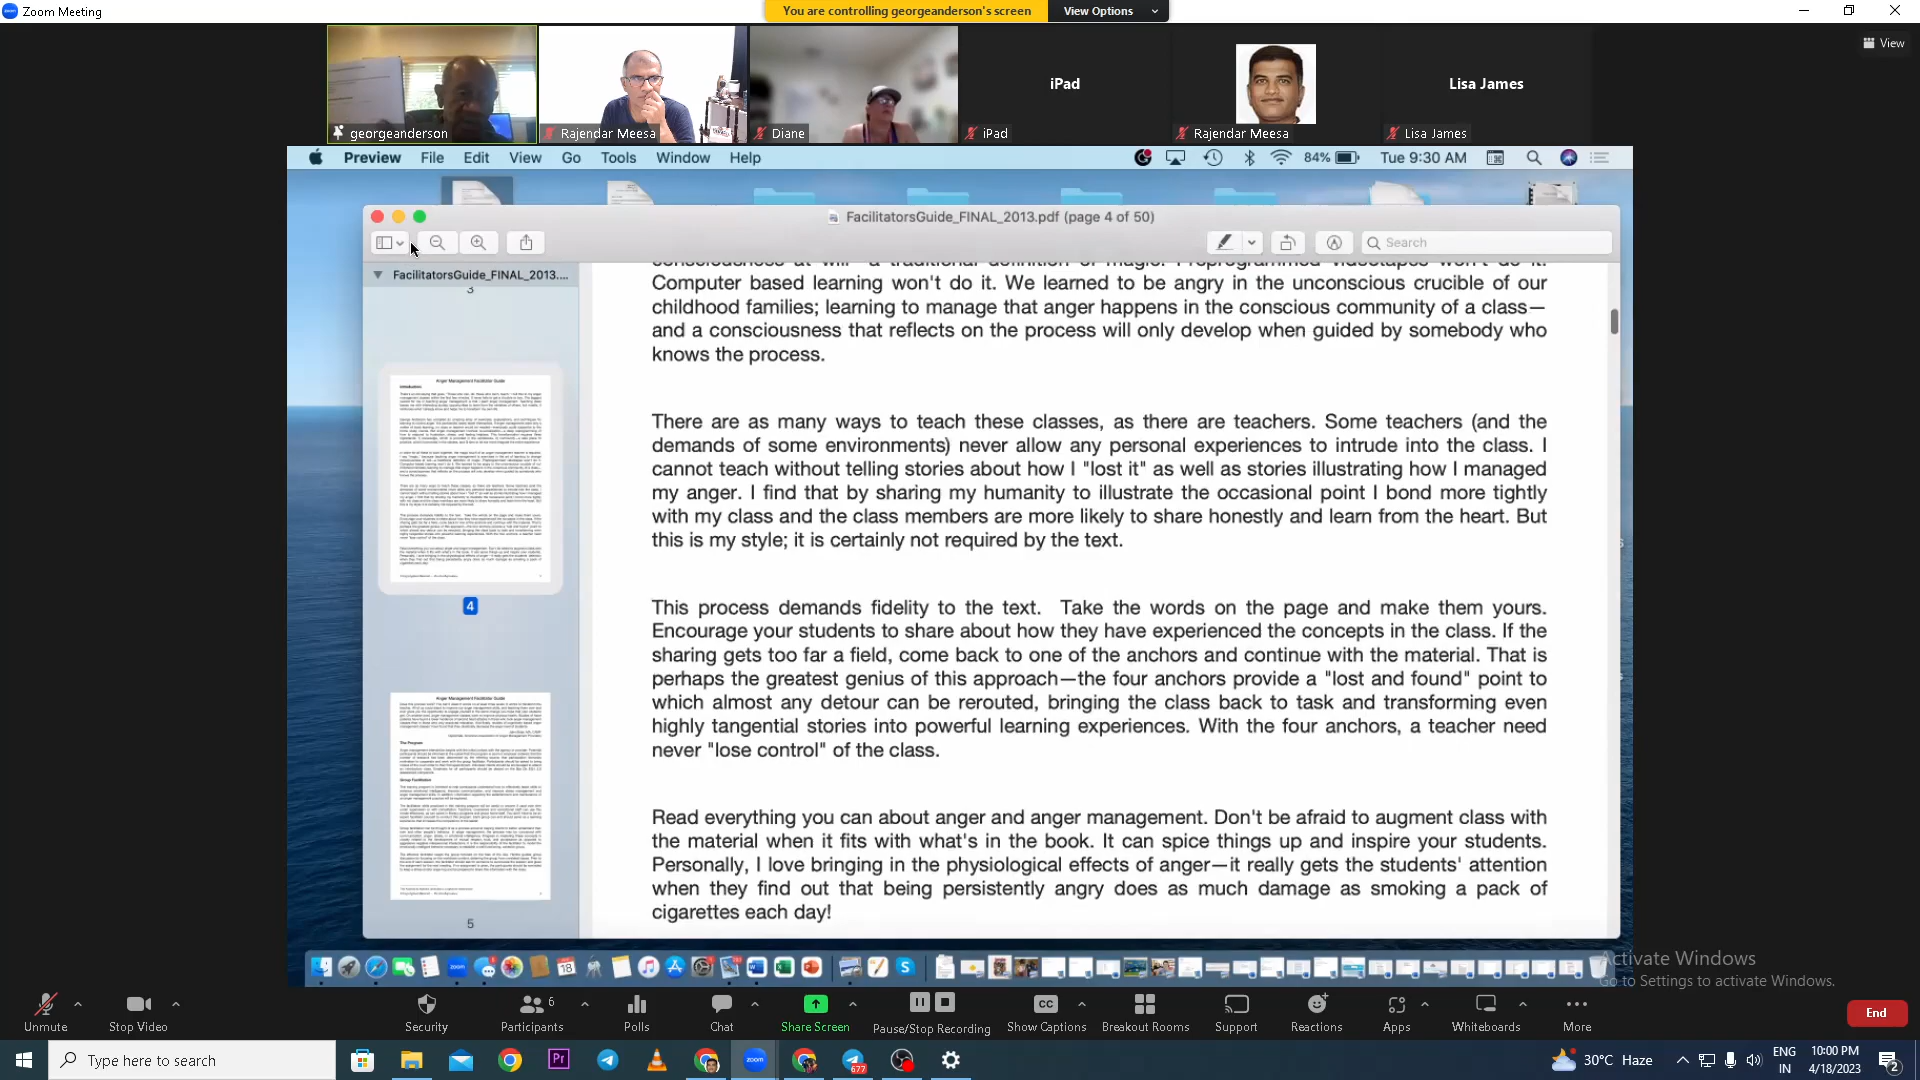 Zoom Meeting
You are controlling georgeanderson's screen
View Options
View
georgeanderson
Rajendar Meesa
Diane
iPad
iPad
Rajendar Meesa
Lisa James
Lisa James
Preview File Edit View Go Tools Window Help
84% Tue 9:30 AM
FacilitatorsGuide_FINAL_2013.pdf (page 4 of 50)
Search
FacilitatorsGuide_FINAL_2013....
3
Anger Management Facilitator Guide
4
Anger Management Facilitator Guide
The Program
Group Facilitation
5
Computer based learning won't do it. We learned to be angry in the unconscious crucible of our
childhood families; learning to manage that anger happens in the conscious community of a class—
and a consciousness that reflects on the process will only develop when guided by somebody who
knows the process.
There are as many ways to teach these classes, as there are teachers. Some teachers (and the
demands of some environments) never allow any personal experiences to intrude into the class. I
cannot teach without telling stories about how I "lost it" as well as stories illustrating how I managed
my anger. I find that by sharing my humanity to illustrate the occasional point I bond more tightly
with my class and the class members are more likely to share honestly and learn from the heart. But
this is my style; it is certainly not required by the text.
This process demands fidelity to the text. Take the words on the page and make them yours.
Encourage your students to share about how they have experienced the concepts in the class. If the
sharing gets too far a field, come back to one of the anchors and continue with the material. That is
perhaps the greatest genius of this approach—the four anchors provide a "lost and found" point to
which almost any detour can be rerouted, bringing the class back to task and transforming even
highly tangential stories into powerful learning experiences. With the four anchors, a teacher need
never "lose control" of the class.
Read everything you can about anger and anger management. Don't be afraid to augment class with
the material when it fits with what's in the book. It can spice things up and inspire your students.
Personally, I love bringing in the physiological effects of anger—it really gets the students' attention
when they find out that being persistently angry does as much damage as smoking a pack of
cigarettes each day!
Activate Windows
Go to Settings to activate Windows.
Unmute
Stop Video
Security
Participants 6
Polls
Chat
Share Screen
Pause/Stop Recording
CC Show Captions
Breakout Rooms
Support
Reactions
Apps
Whiteboards
More
End
Type here to search
Pr
zoom
677
30°C Haze
ENG
IN
10:00 PM
4/18/2023
2